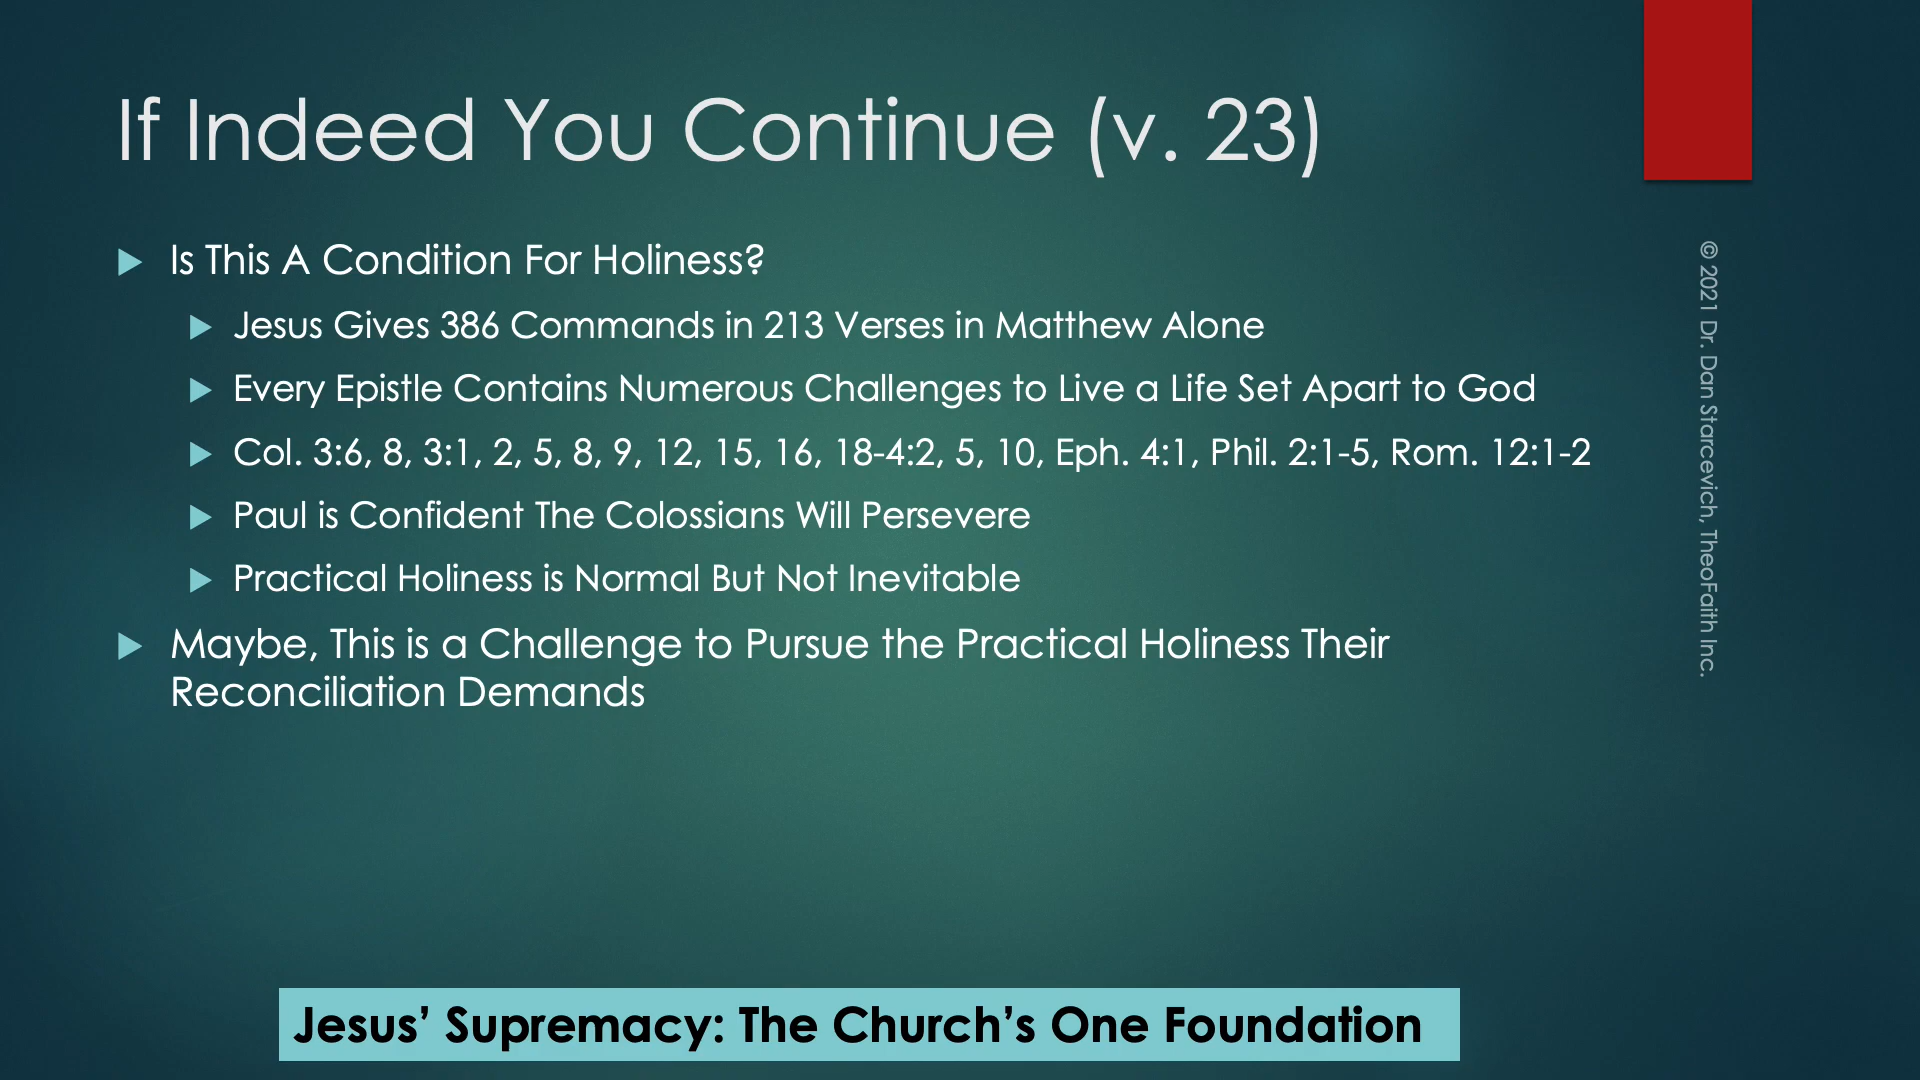 If Indeed You Continue (v. 23)
Is This A Condition For Holiness?
Jesus Gives 386 Commands in 213 Verses in Matthew Alone
Every Epistle Contains Numerous Challenges to Live a Life Set Apart to God
Col. 3:6, 8, 3:1, 2, 5, 8, 9, 12, 15, 16, 18-4:2, 5, 10, Eph. 4:1, Phil. 2:1-5, Rom. 12:1-2
Paul is Confident The Colossians Will Persevere
Practical Holiness is Normal But Not Inevitable
Maybe, This is a Challenge to Pursue the Practical Holiness Their
Reconciliation Demands
© 2021 Dr. Dan Starcevich, TheoFaith Inc.
Jesus’ Supremacy: The Church’s One Foundation